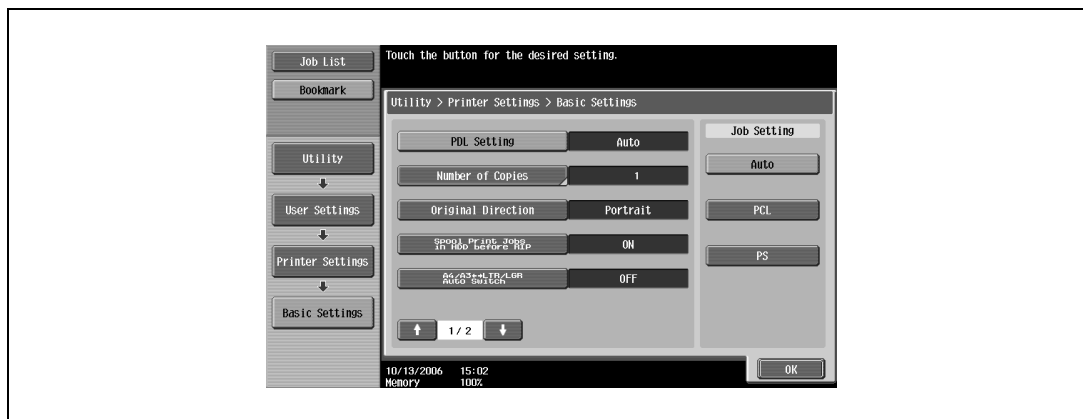 Job List
Bookmark
Touch the button for the desired setting.
Utility > Printer Settings > Basic Settings
Utility
User Settings
Printer Settings
Basic Settings
PDL Setting
Auto
Number of Copies
1
Original Direction
Portrait
Spool Print Jobs
in HDD before RIP
ON
A4/A3↔LTR/LGR
Auto Switch
OFF
1/ 2
Job Setting
Auto
PCL
PS
10/13/2006 15:02
Memory 100%
OK